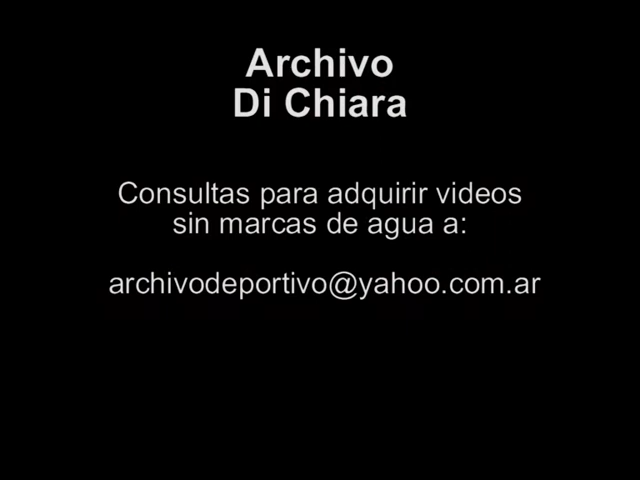 Archivo
Di Chiara
Consultas para adquirir videos
sin marcas de agua a:
archivodeportivo@yahoo.com.ar